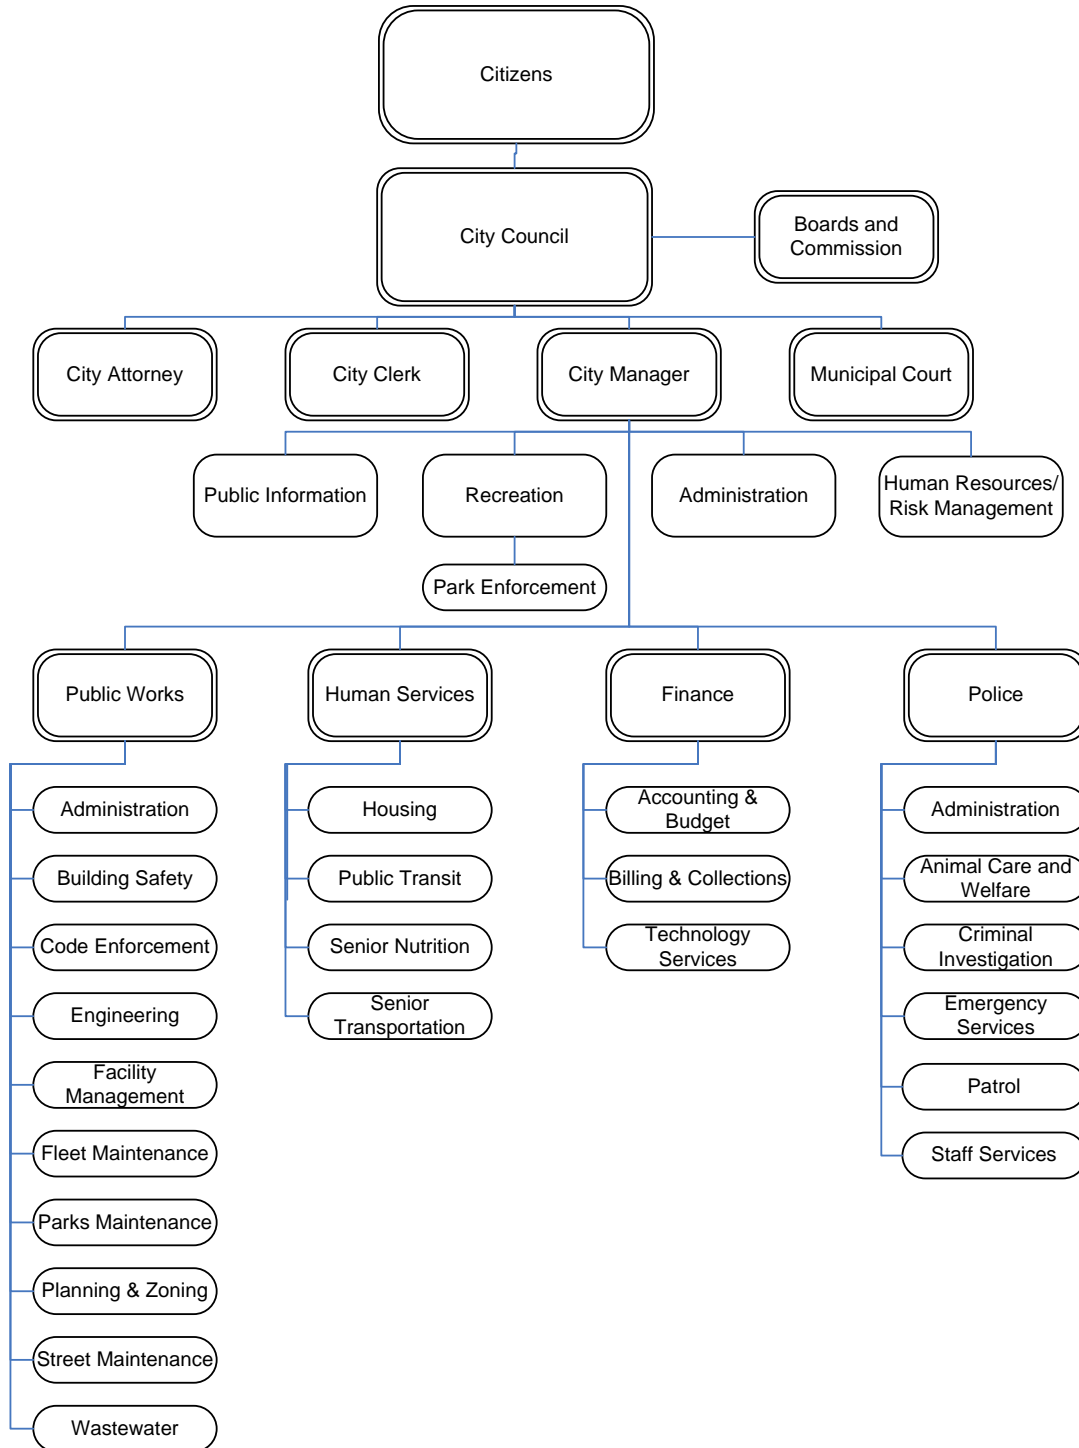 Citizens
City Council
Boards and
Commission
City Attorney
City Clerk
City Manager
Municipal Court
Public Information
Recreation
Administration
Human Resources/
Risk Management
Park Enforcement
Public Works
Human Services
Finance
Police
Administration
Building Safety
Code Enforcement
Engineering
Facility
Management
Fleet Maintenance
Parks Maintenance
Planning & Zoning
Street Maintenance
Wastewater
Housing
Public Transit
Senior Nutrition
Senior
Transportation
Accounting &
Budget
Billing & Collections
Technology
Services
Administration
Animal Care and
Welfare
Criminal
Investigation
Emergency
Services
Patrol
Staff Services